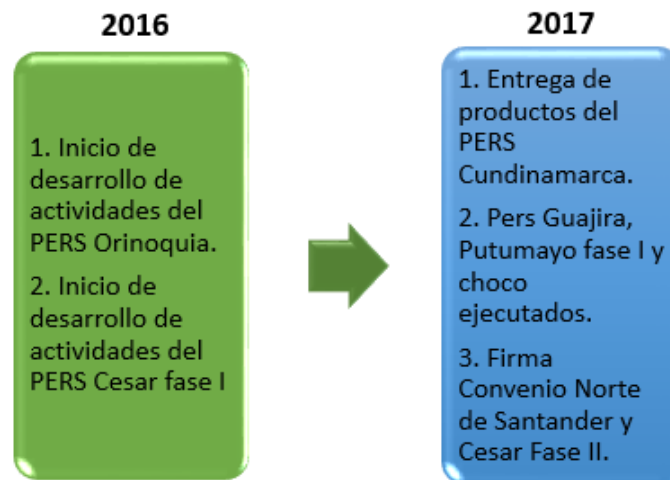 2016
1. Inicio de
desarrollo de
actividades del
PERS Orinoquia.
2. Inicio de
desarrollo de
actividades del
PERS Cesar fase I
2017
1. Entrega de
productos del
PERS
Cundinamarca.
2. Pers Guajira,
Putumayo fase I y
choco
ejecutados.
3. Firma
Convenio Norte
de Santander y
Cesar Fase II.